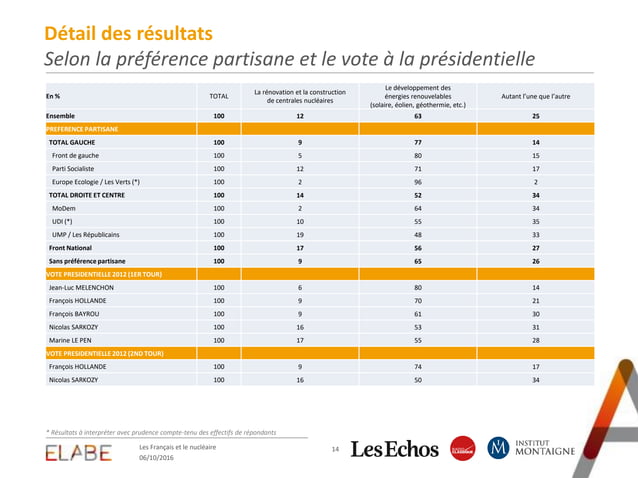 Détail des résultats
Selon la préférence partisane et le vote à la présidentielle
En % TOTAL La rénovation et la construction de centrales nucléaires Le développement des énergies renouvelables (solaire, éolien, géothermie, etc.) Autant l'une que l'autre
Ensemble 100 12 63 25
PREFERENCE PARTISANE
TOTAL GAUCHE 100 9 77 14
Front de gauche 100 5 80 15
Parti Socialiste 100 12 71 17
Europe Ecologie / Les Verts (*) 100 2 96 2
TOTAL DROITE ET CENTRE 100 14 52 34
MoDem 100 2 64 34
UDI (*) 100 10 55 35
UMP / Les Républicains 100 19 48 33
Front National 100 17 56 27
Sans préférence partisane 100 9 65 26
VOTE PRESIDENTIELLE 2012 (1ER TOUR)
Jean-Luc MELENCHON 100 6 80 14
François HOLLANDE 100 9 70 21
François BAYROU 100 9 61 30
Nicolas SARKOZY 100 16 53 31
Marine LE PEN 100 17 55 28
VOTE PRESIDENTIELLE 2012 (2ND TOUR)
François HOLLANDE 100 9 74 17
Nicolas SARKOZY 100 16 50 34
* Résultats à interpréter avec prudence compte-tenu des effectifs de répondants
ELABE
Les Français et le nucléaire
06/10/2016
14
LesEchos
CLASSIQUE
INSTITUT
MONTAIGNE